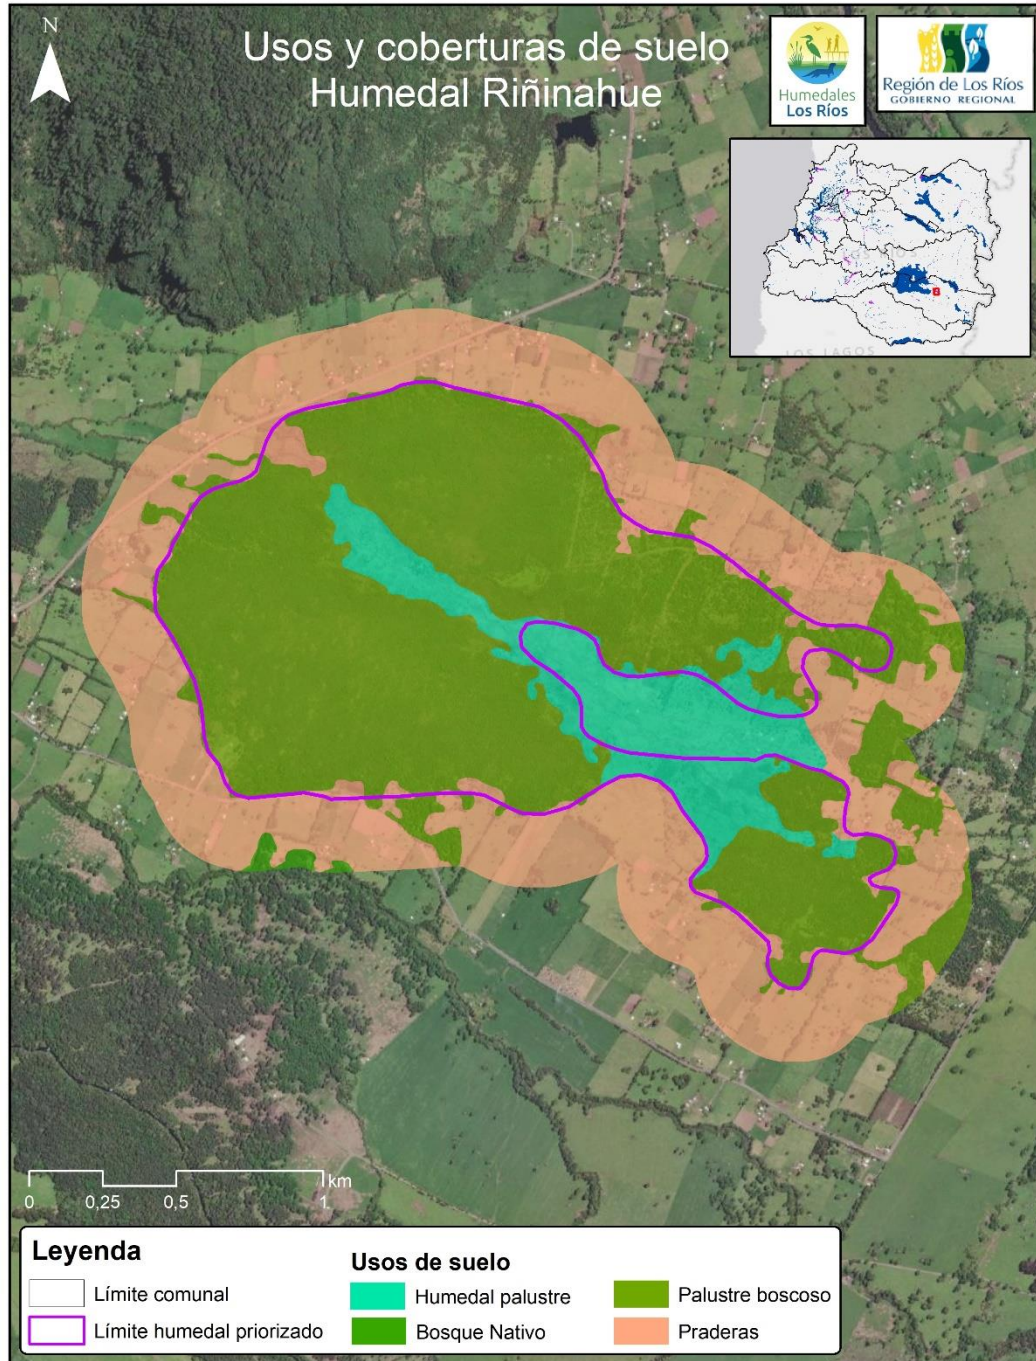 N
Usos y coberturas de suelo
Humedal Riñinahue
Humedales
Los Ríos
Región de Los Ríos
GOBIERNO REGIONAL
LOS LAGOS
km
0 0,25 0,5 1
Leyenda
Límite comunal
Límite humedal priorizado
Usos de suelo
Humedal palustre
Bosque Nativo
Palustre boscoso
Praderas